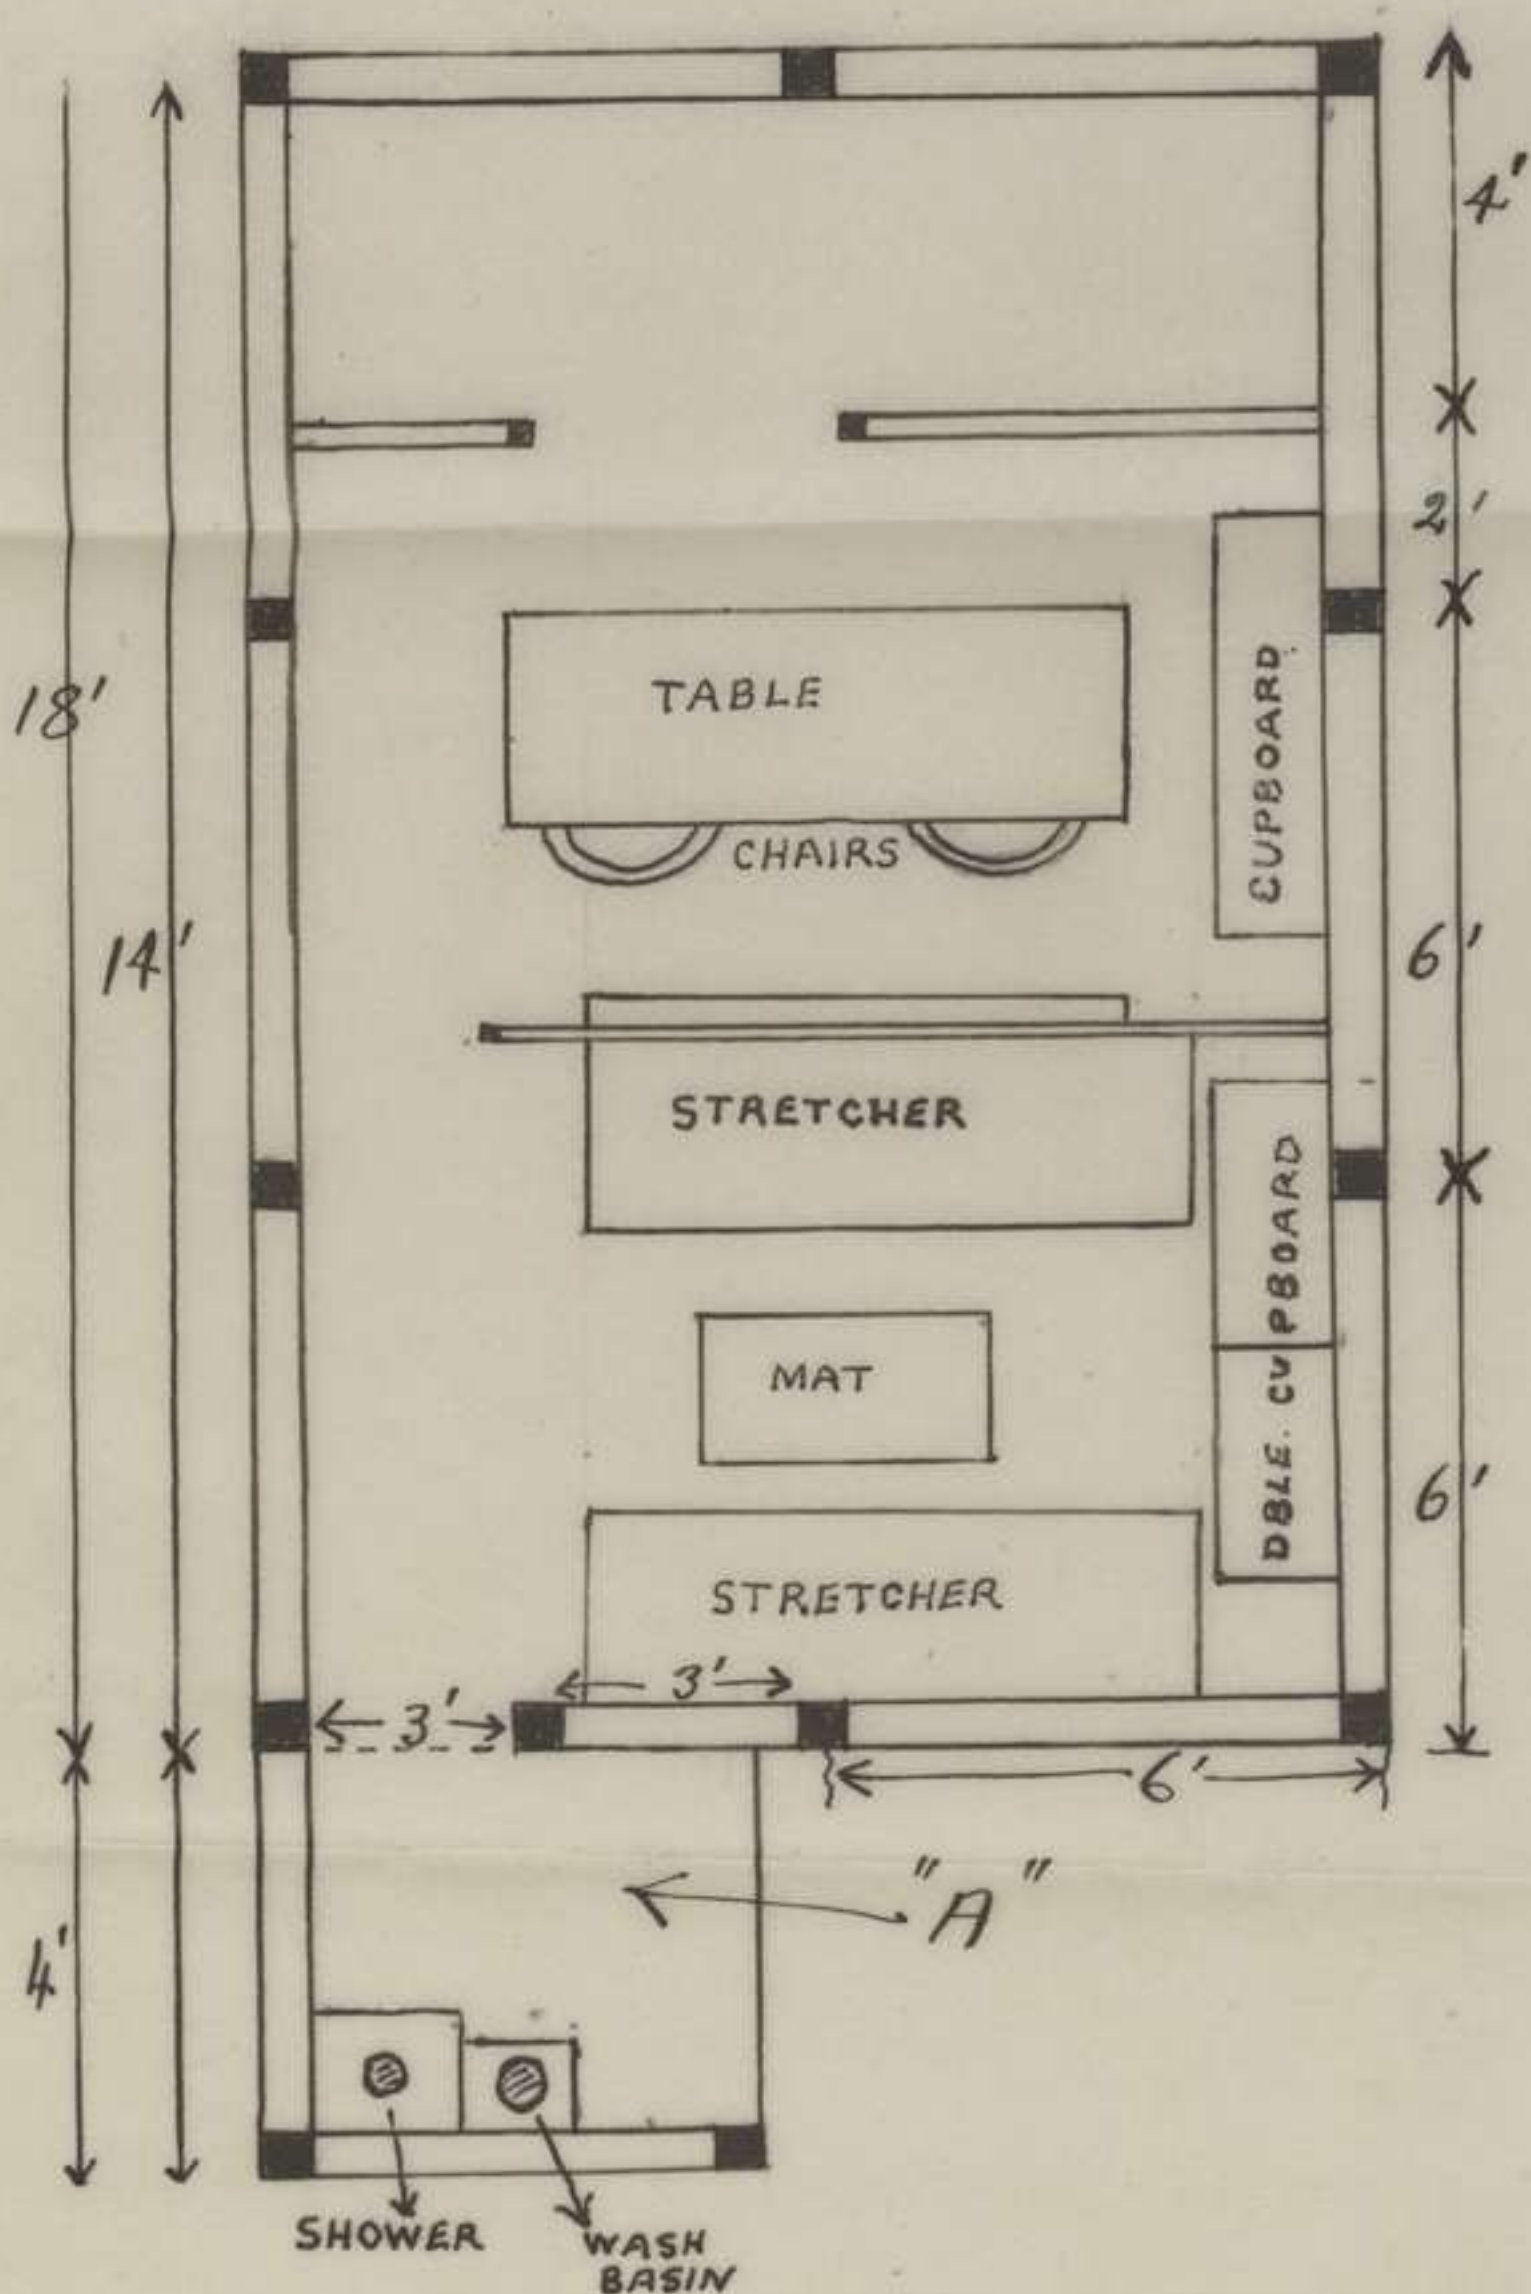 4'
2'
TABLE
CUPBOARD
18'
CHAIRS
14'
6'
STRETCHER
DBLE. CUPBOARD
MAT
6'
STRETCHER
3'
3'
6'
"A"
4'
SHOWER
WASH
BASIN